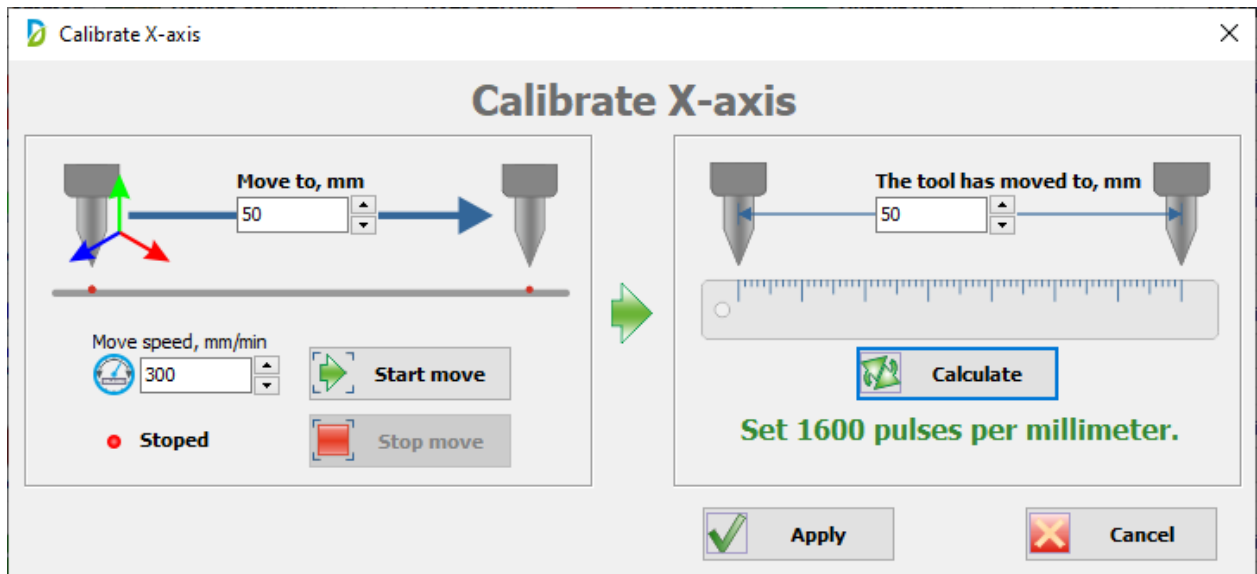 Calibrate X-axis
Calibrate X-axis
Move to, mm
50
Move speed, mm/min
300
Start move
Stoped
Stop move
The tool has moved to, mm
50
Calculate
Set 1600 pulses per millimeter.
Apply
Cancel